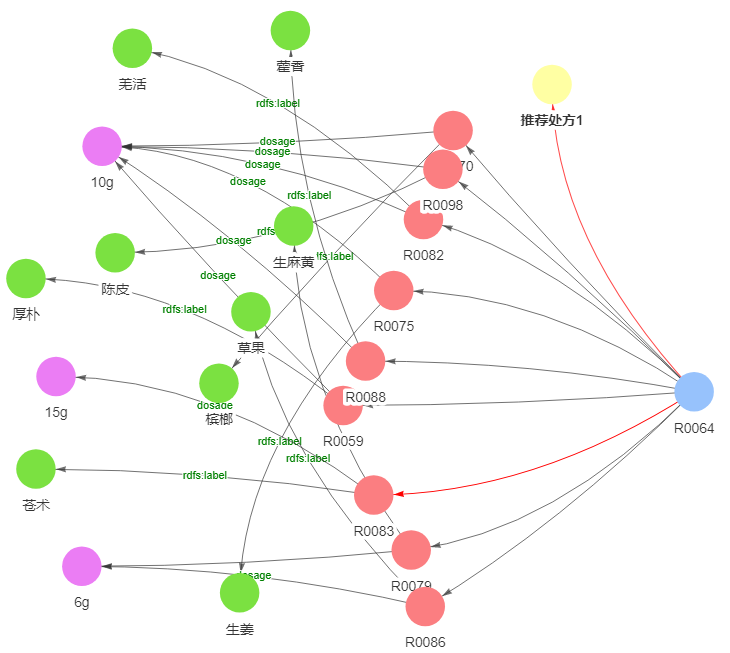 藿香
羌活
rdfs:label
推荐处方1
dosage
dosage
70
dosage
10g
dosage
rdfs:label
R0098
dosage
rdfs
R0082
生麻黄
fs:label
dosage
陈皮
厚朴
rdfs:label
R0075
草果
15g
R0088
dosage
槟榔
R0059
R0064
rdfs:label
rdfs:label
rdfs:label
苍术
R0083
dosage
R0079
6g
生姜
R0086